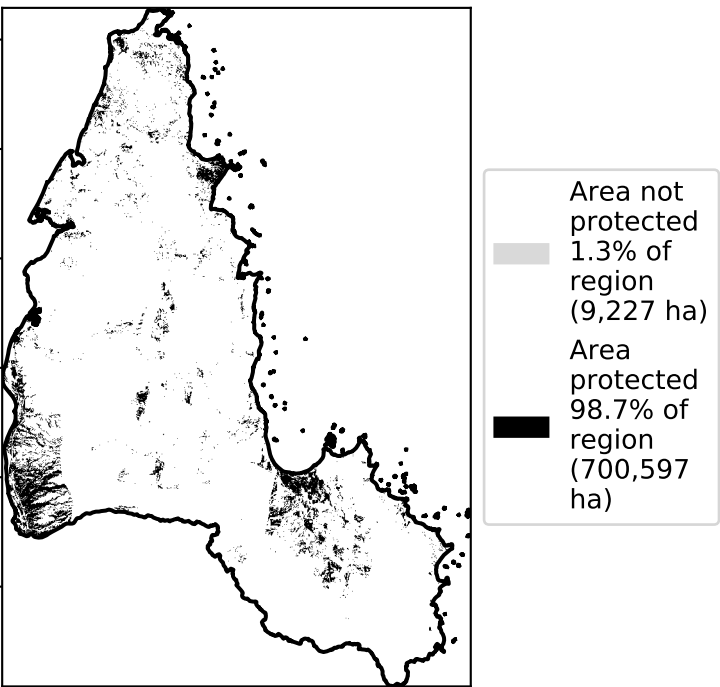 Area not
protected
1.3% of
region
(9,227 ha)
Area
protected
98.7% of
region
(700,597
ha)